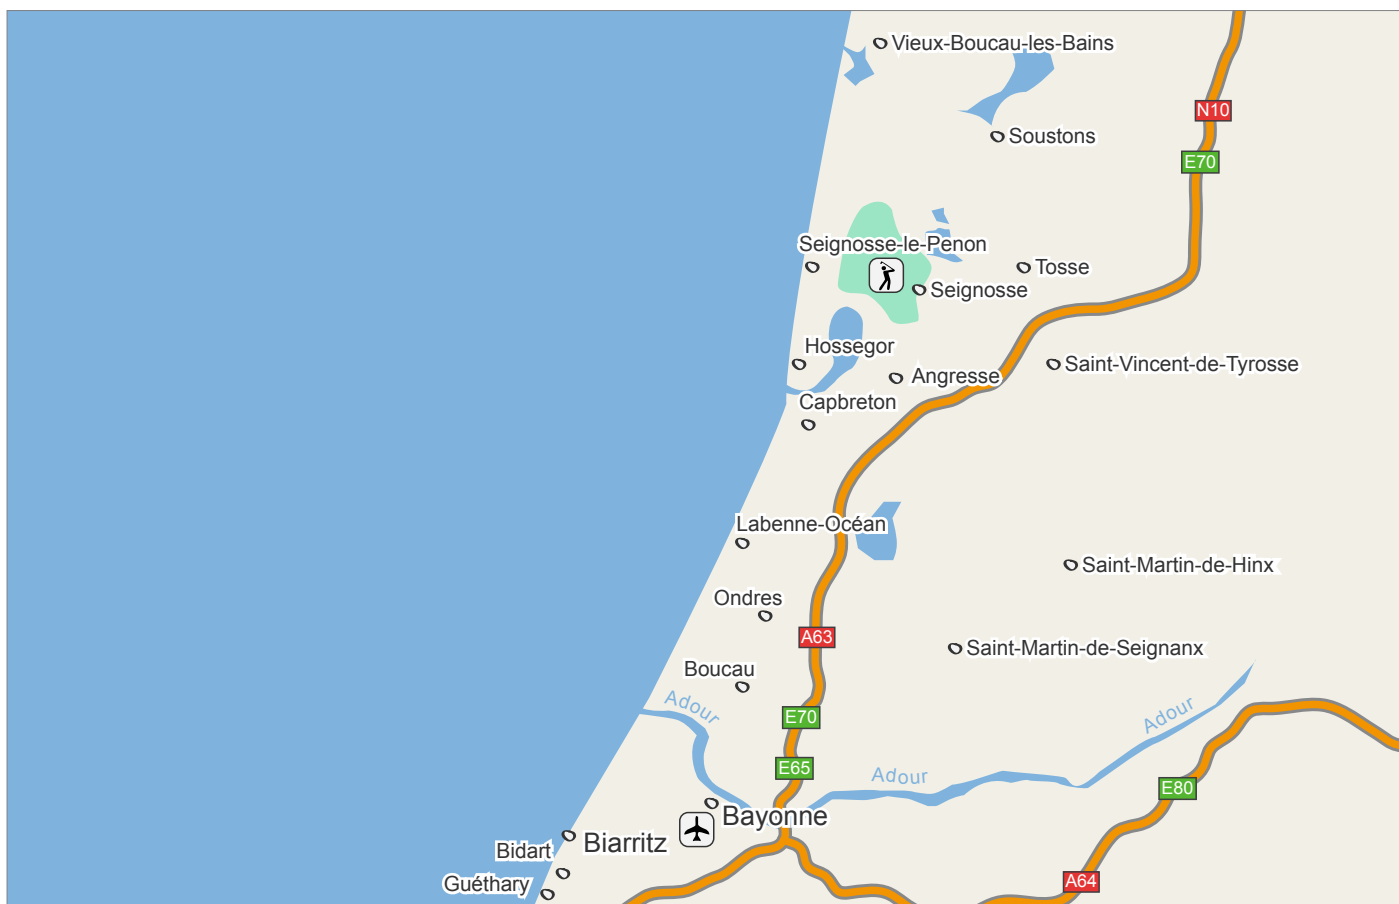 Vieux-Boucau-les-Bains
N10
Soustons
E70
Seignosse-le-Penon
Tosse
Seignosse
Hossegor
Saint-Vincent-de-Tyrosse
Angresse
Capbreton
Labenne-Océan
Saint-Martin-de-Hinx
Ondres
A63
Saint-Martin-de-Seignanx
Boucau
Adour
Adour
E70
E65
Adour
E80
Bayonne
Biarritz
Bidart
Guéthary
A64